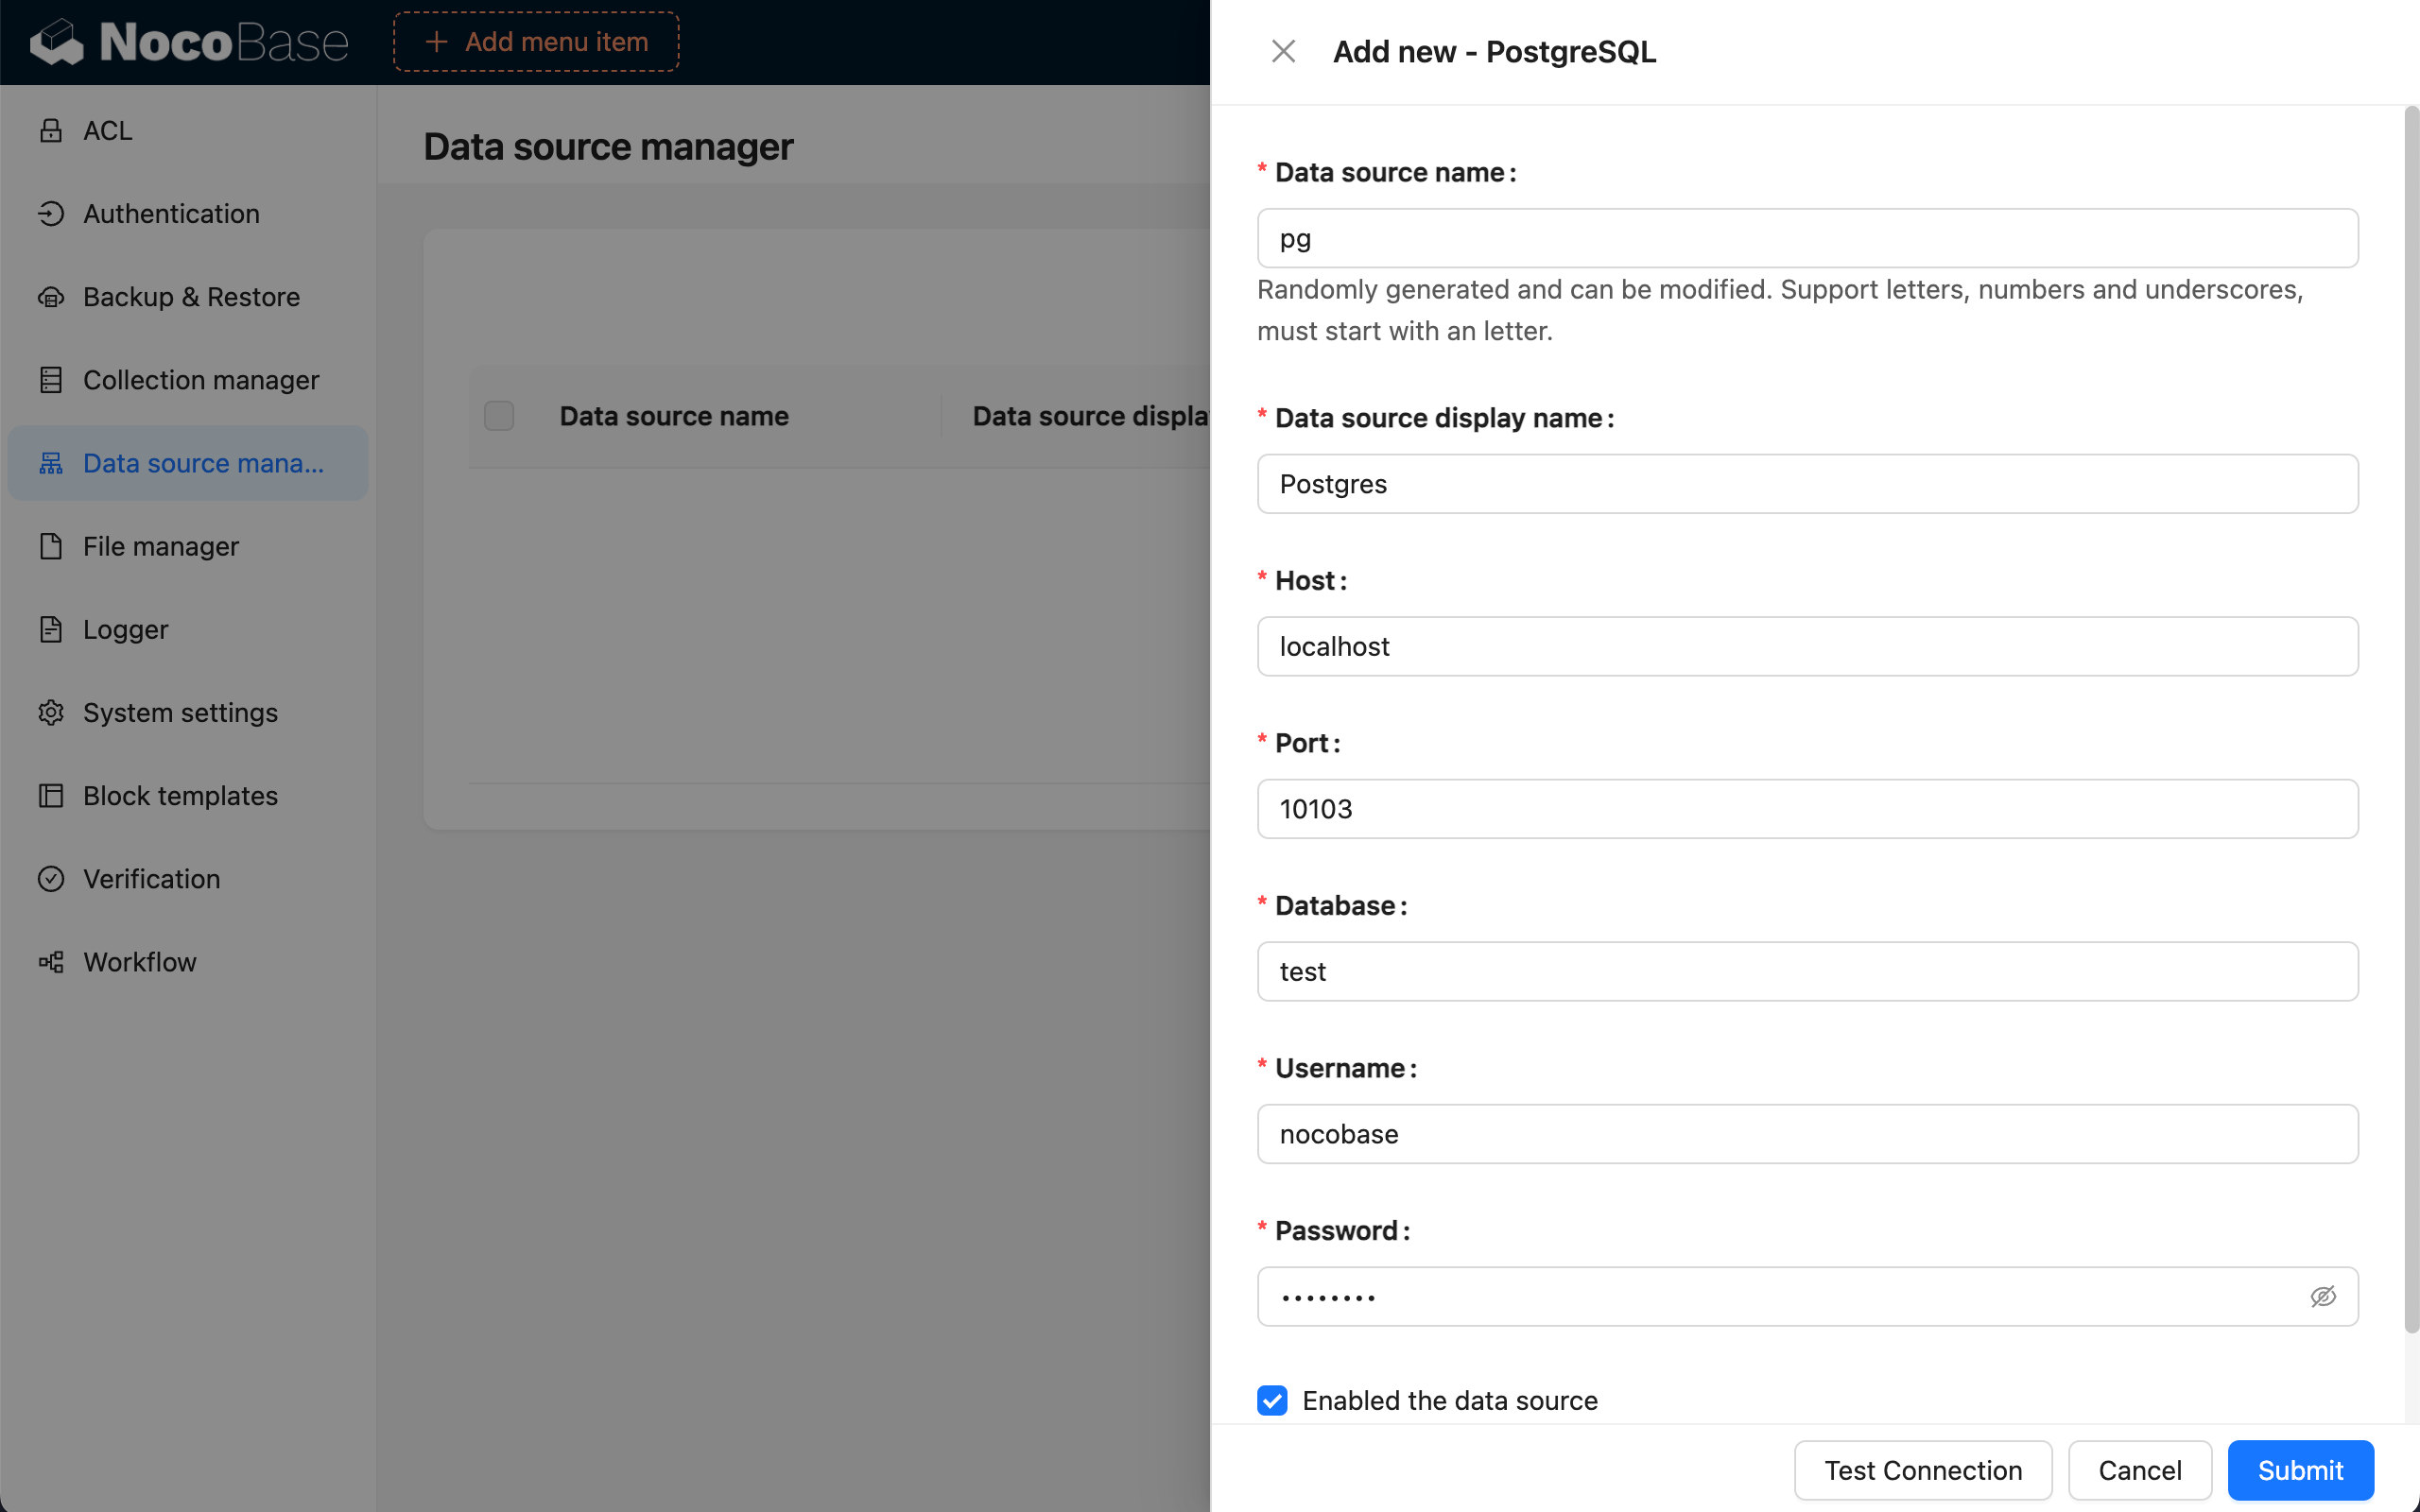 NocoBase
Add menu item
ACL
Authentication
Backup & Restore
Collection manager
Data source mana...
File manager
Logger
System settings
Block templates
Verification
Workflow
Data source manager
Data source name
Data source displa
Add new - PostgreSQL
* Data source name:
pg
Randomly generated and can be modified. Support letters, numbers and underscores,
must start with an letter.
* Data source display name:
Postgres
* Host:
localhost
* Port:
10103
* Database:
test
* Username:
nocobase
* Password:
••••••••
Enabled the data source
Test Connection
Cancel
Submit